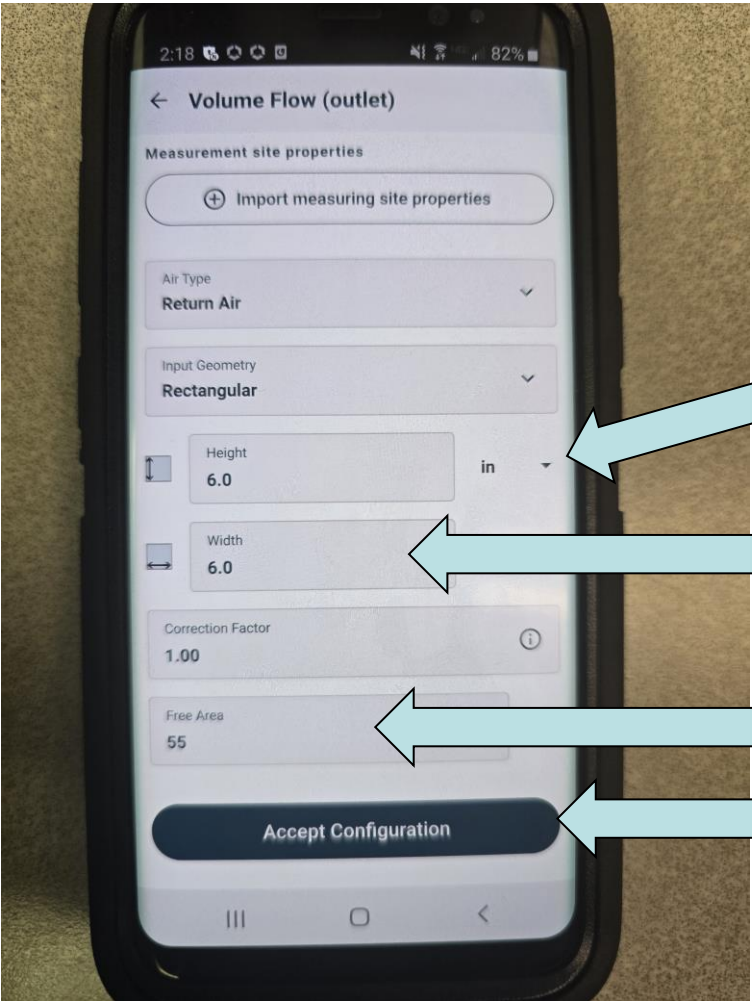 2:18 82%
← Volume Flow (outlet)
Measurement site properties
Import measuring site properties
Air Type
Return Air
Input Geometry
Rectangular
Height
6.0
in
Width
6.0
Correction Factor
1.00
Free Area
55
Accept Configuration